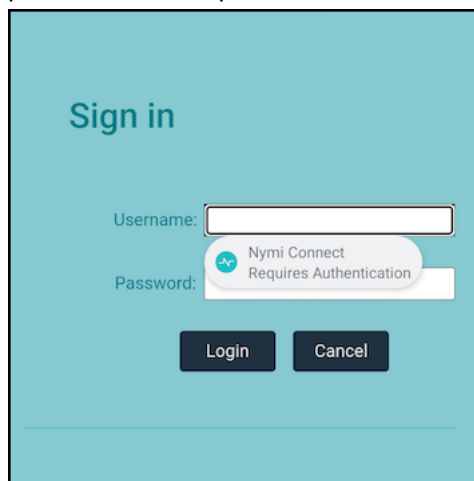 Sign in
Username:
Nymi Connect
Requires Authentication
Password:
Login Cancel